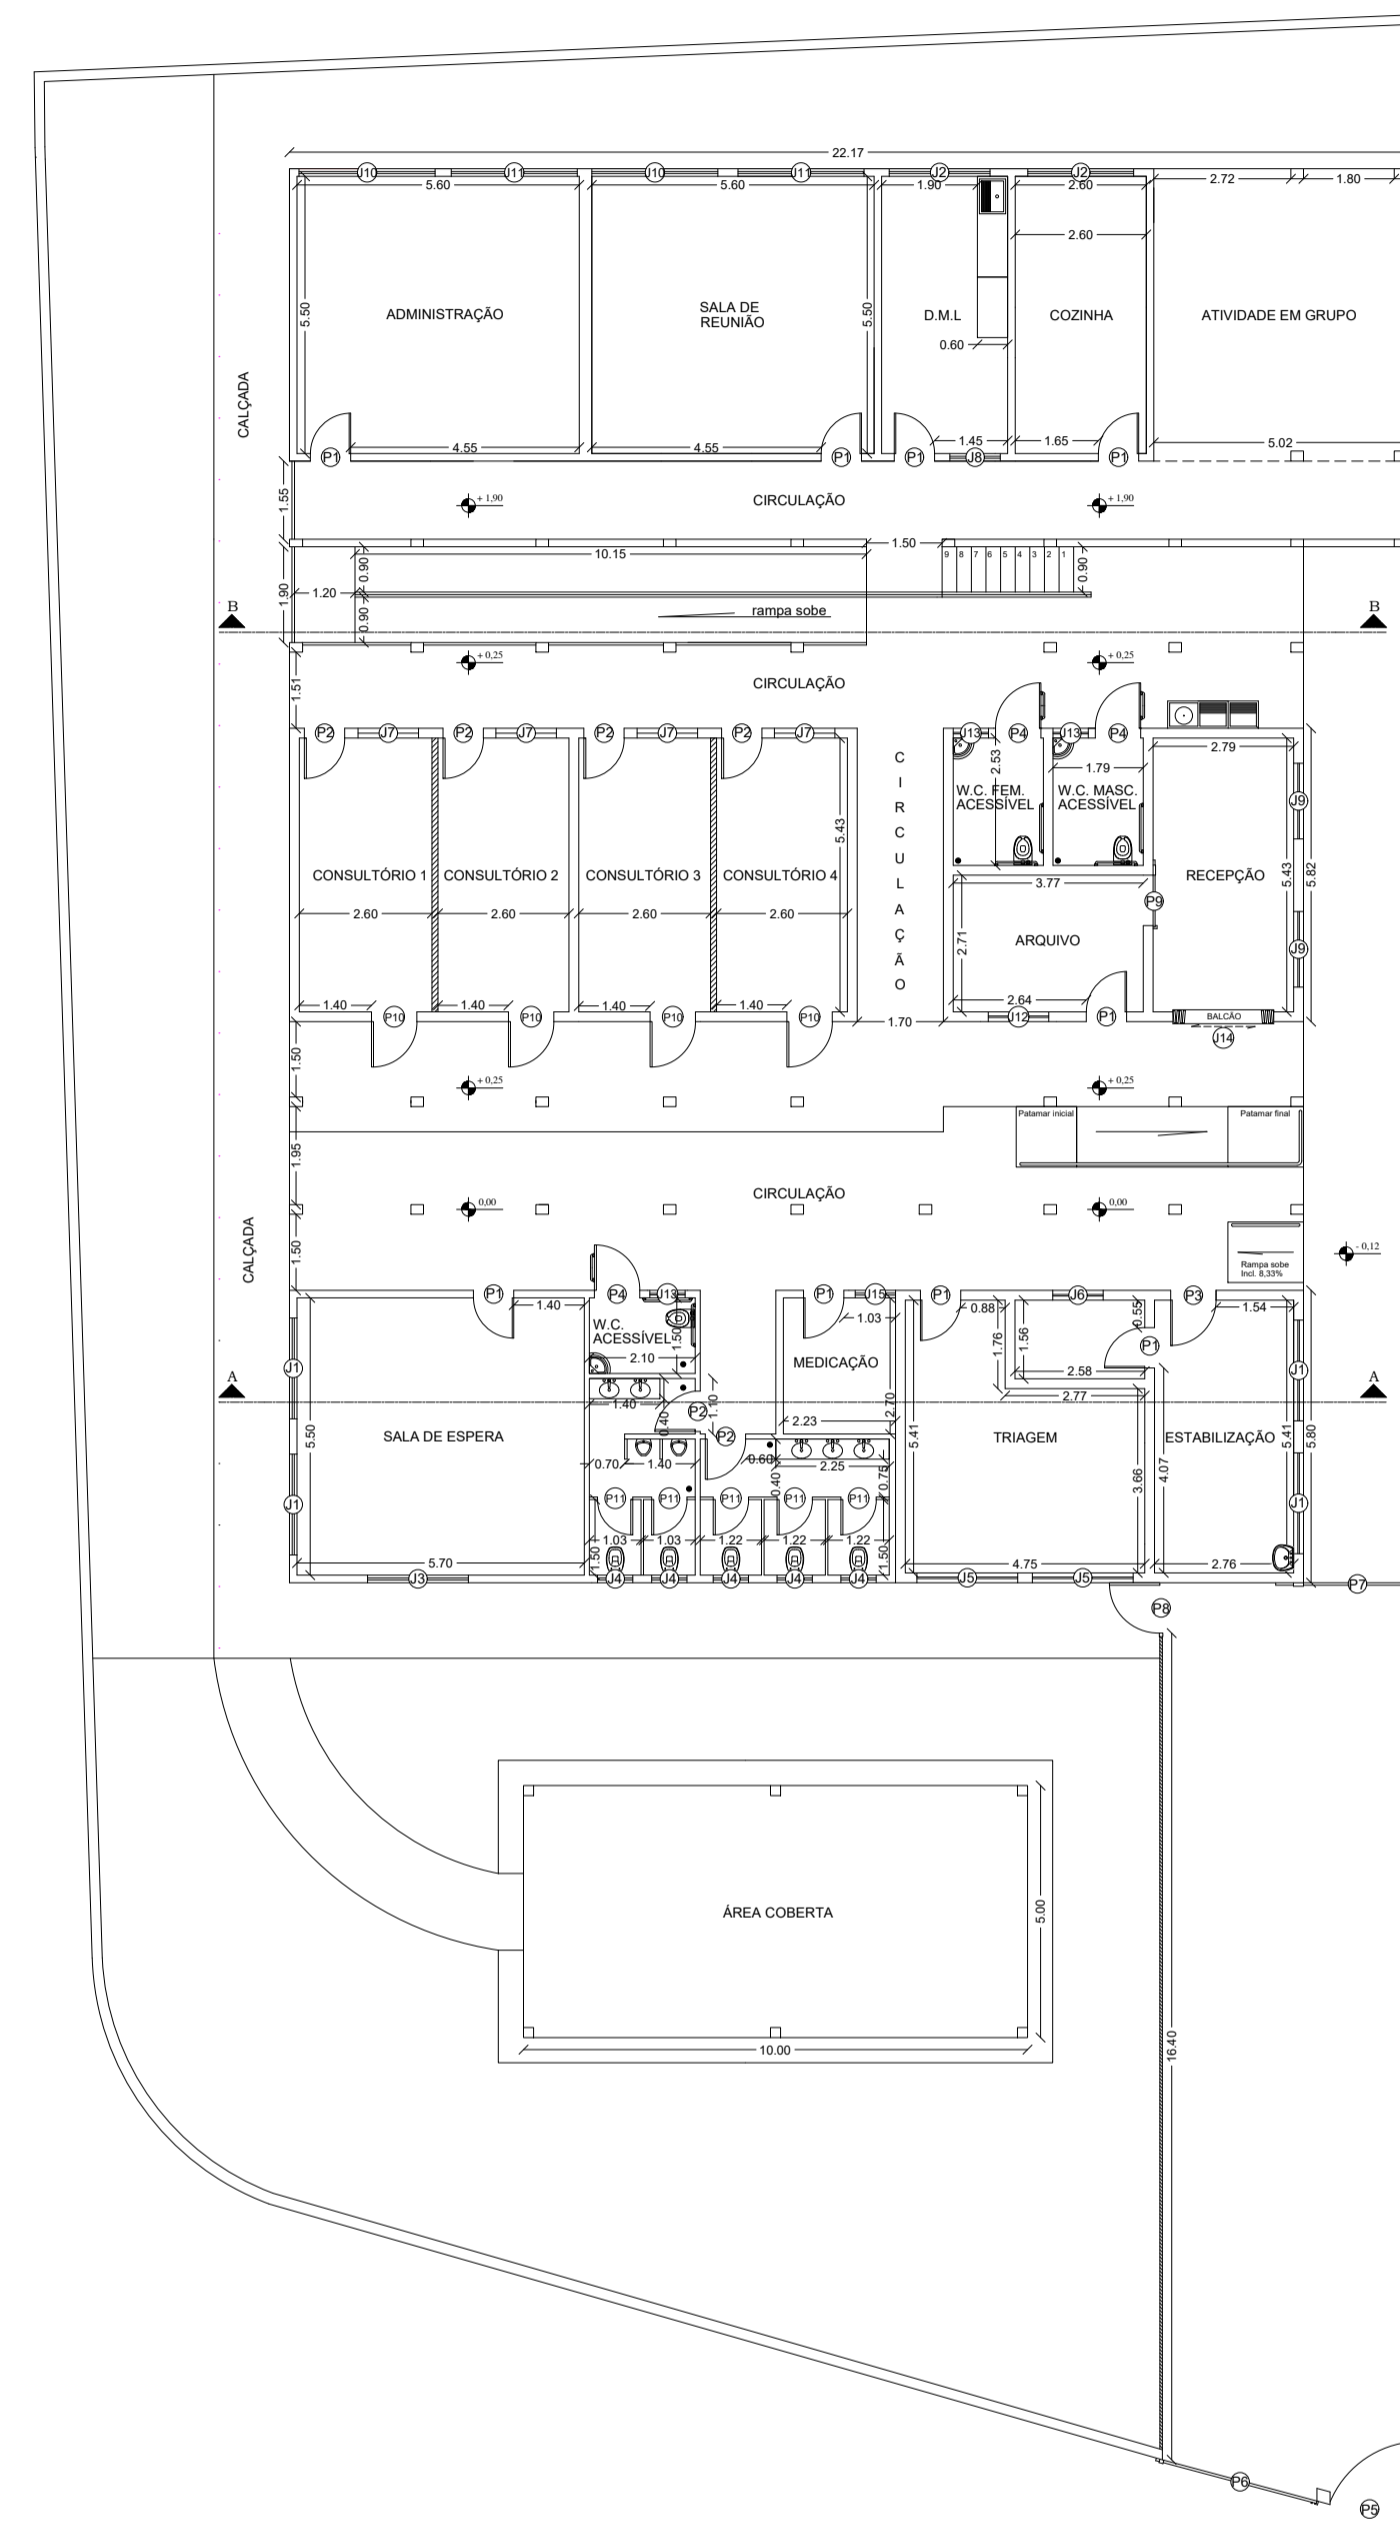 22.17
J10
J11
J10
J11
J2
J2
5.60
5.60
1.90
2.60
2.72
1.80
2.60
5.50
ADMINISTRAÇÃO
SALA DE
REUNIÃO
5.50
D.M.L
COZINHA
ATIVIDADE EM GRUPO
0.60
CALÇADA
4.55
4.55
1.45
1.65
5.02
P1
P1
P1
J8
P1
1.55
CIRCULAÇÃO
+ 1,90
+ 1,90
10.15
1.50
9 8 7 6 5 4 3 2 1
0.90
0.90
1.90
1.20
0.90
rampa sobe
B
B
+ 0,25
+ 0,25
1.51
CIRCULAÇÃO
P2
J7
P2
J7
P2
J7
P2
J7
J13
P4
J13
P4
2.79
2.53
1.79
W.C. FEM.
ACESSÍVEL
W.C. MASC.
ACESSÍVEL
J9
C
I
R
C
U
L
A
Ç
Ã
O
5.43
5.43
5.82
CONSULTÓRIO 1
CONSULTÓRIO 2
CONSULTÓRIO 3
CONSULTÓRIO 4
RECEPÇÃO
3.77
P9
2.60
2.60
2.60
2.60
2.71
ARQUIVO
J9
1.40
1.40
1.40
1.40
2.64
P10
P10
P10
P10
1.70
J12
P1
BALCÃO
J14
1.50
+ 0,25
+ 0,25
Patamar inicial
Patamar final
1.95
CIRCULAÇÃO
0,00
0,00
CALÇADA
1.50
- 0,12
Rampa sobe
Incl. 8,33%
P1
P4
J13
P1
J15
P1
J6
P3
1.40
W.C.
ACESSÍVEL
1.50
1.03
0.88
0.55
1.54
1.76
1.56
P1
2.10
MEDICAÇÃO
2.58
J1
J1
A
A
1.40
1.10
2.70
2.77
P2
0.40
2.23
5.50
SALA DE ESPERA
P2
5.41
TRIAGEM
ESTABILIZAÇÃO
5.41
5.80
0.70
1.40
0.60
2.25
0.40
0.75
3.66
4.07
P11
P11
P11
P11
P11
J1
J1
1.03
1.03
1.22
1.22
1.22
1.50
1.50
5.70
4.75
2.76
J3
J4
J4
J4
J4
J4
J5
J5
P7
P8
ÁREA COBERTA
5.00
10.00
16.40
P6
P5